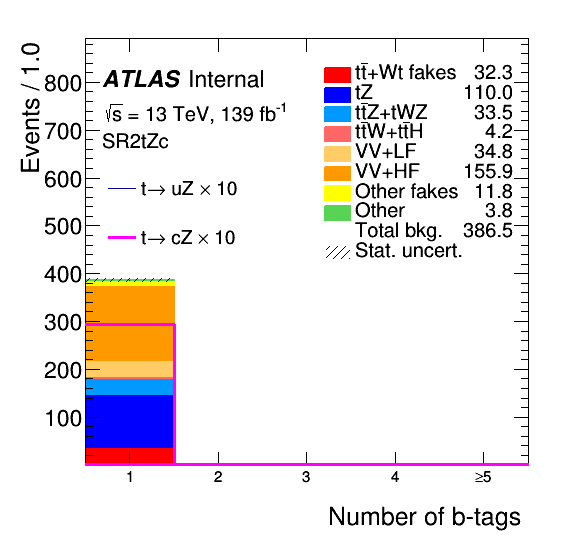 Events / 1.0
800
700
600
500
400
300
200
100
ATLAS Internal
√s = 13 TeV, 139 fb⁻¹
SR2tZc
t→ uZ × 10
t→ cZ × 10
tt̄+Wt fakes 32.3
tZ 110.0
tt̄Z+tWZ 33.5
tt̄W+tt̄H 4.2
VV+LF 34.8
VV+HF 155.9
Other fakes 11.8
Other 3.8
Total bkg. 386.5
Stat. uncert.
1 2 3 4 ≥5
Number of b-tags